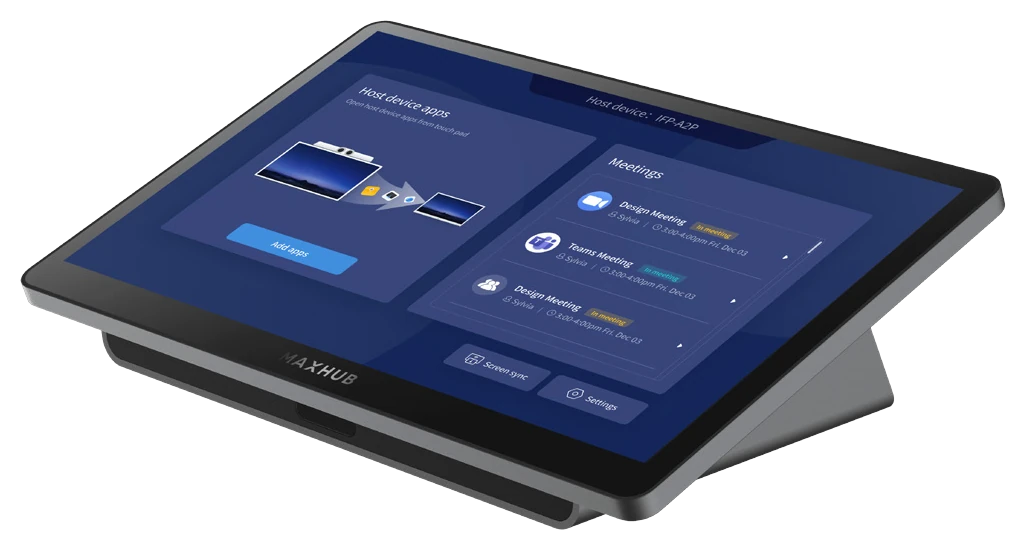 Host device: IFP-A2P
Host device apps
Open host device apps from touch pad
Add apps
Meetings
Design Meeting In meeting
Sylvia | 3:00-4:00pm Fri. Dec 03
Teams Meeting In meeting
Sylvia | 3:00-4:00pm Fri. Dec 03
Design Meeting In meeting
Sylvia | 3:00-4:00pm Fri. Dec 03
Screen sync
Settings
MAXHUB